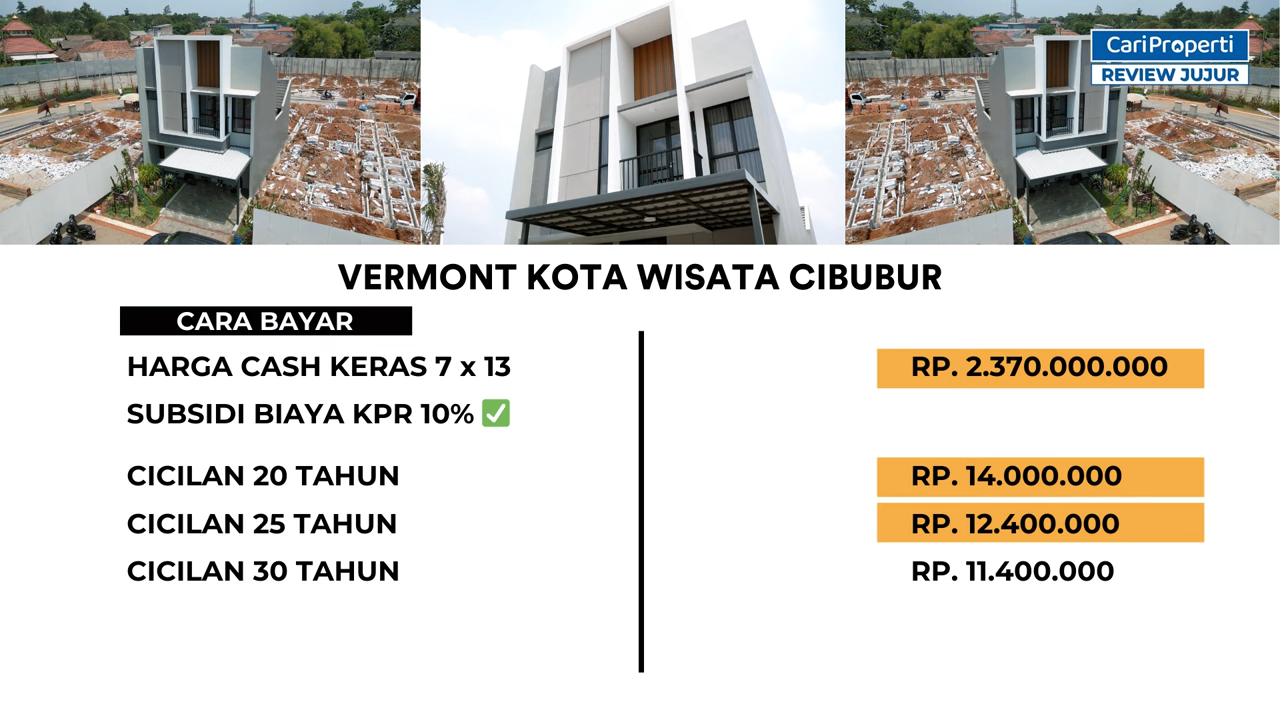 CariProperti
REVIEW JUJUR
VERMONT KOTA WISATA CIBUBUR
CARA BAYAR
HARGA CASH KERAS 7 x 13 RP. 2.370.000.000
SUBSIDI BIAYA KPR 10% ✅
CICILAN 20 TAHUN RP. 14.000.000
CICILAN 25 TAHUN RP. 12.400.000
CICILAN 30 TAHUN RP. 11.400.000